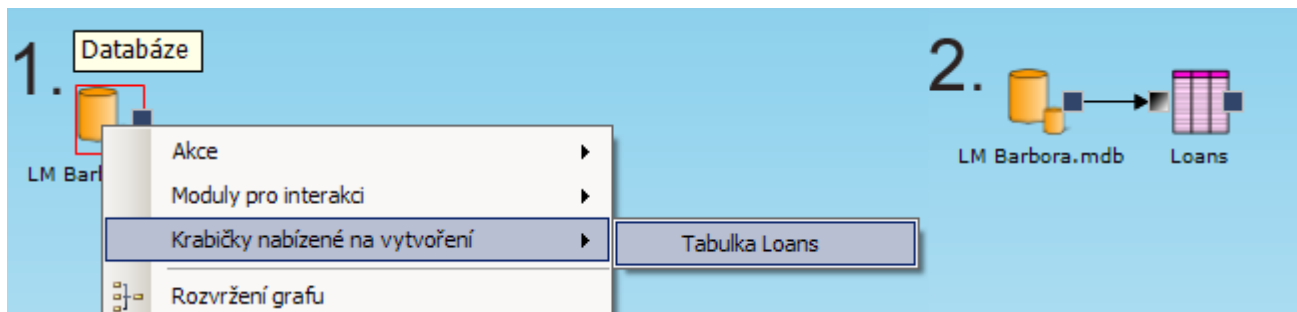 1.
Databáze
LM Barl
Akce
Moduly pro interakci
Krabičky nabízené na vytvoření
Tabulka Loans
Rozvržení grafu
2.
LM Barbora.mdb
Loans